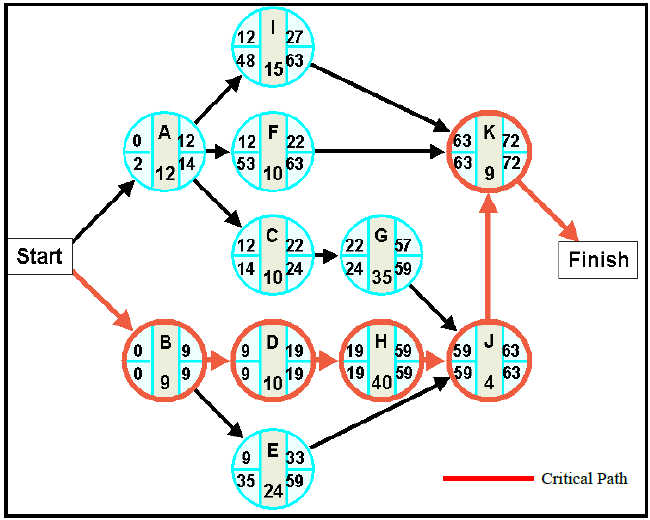 I
12 27
48 63
15
A
0 12
2 14
12
F
12 22
53 63
10
K
63 72
63 72
9
C
12 22
14 24
10
G
22 57
24 59
35
Start
Finish
B
0 9
0 9
9
D
9 19
9 19
10
H
19 59
19 59
40
J
59 63
59 63
4
E
9 33
35 59
24
Critical Path